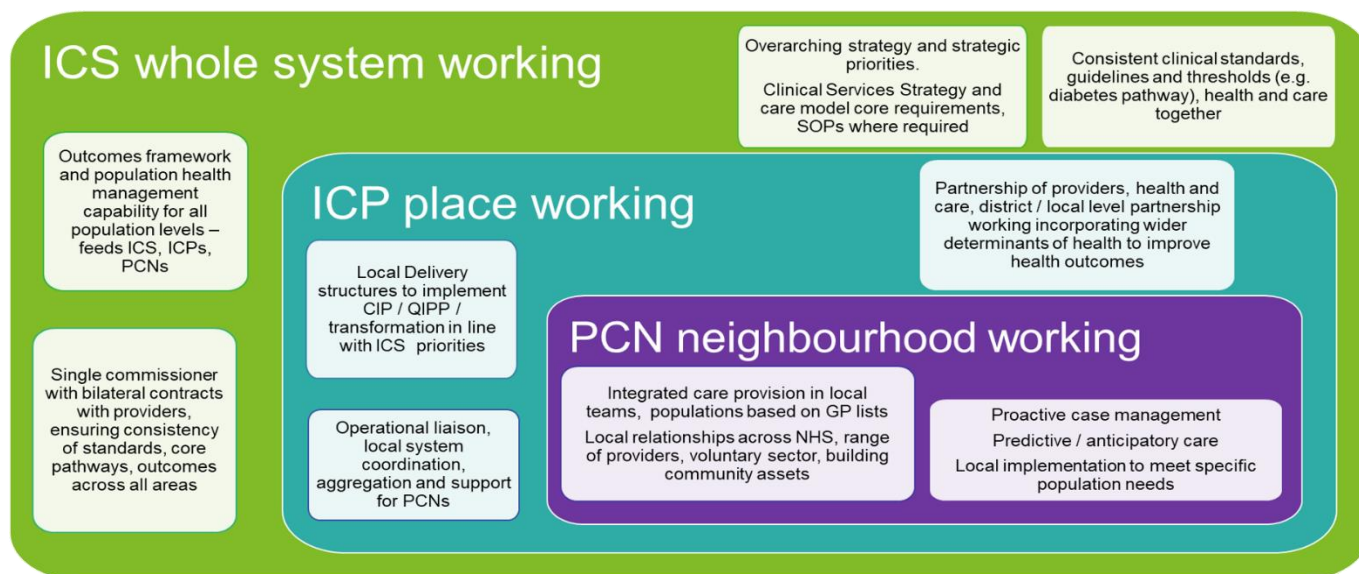 ICS whole system working
Overarching strategy and strategic
priorities.
Clinical Services Strategy and
care model core requirements,
SOPs where required
Consistent clinical standards,
guidelines and thresholds (e.g.
diabetes pathway), health and care
together
Outcomes framework
and population health
management
capability for all
population levels –
feeds ICS, ICPs,
PCNs
Single commissioner
with bilateral contracts
with providers,
ensuring consistency
of standards, core
pathways, outcomes
across all areas
ICP place working
Partnership of providers, health and
care, district / local level partnership
working incorporating wider
determinants of health to improve
health outcomes
Local Delivery
structures to implement
CIP / QIPP /
transformation in line
with ICS priorities
Operational liaison,
local system
coordination,
aggregation and support
for PCNs
PCN neighbourhood working
Integrated care provision in local
teams, populations based on GP lists
Local relationships across NHS, range
of providers, voluntary sector, building
community assets
Proactive case management
Predictive / anticipatory care
Local implementation to meet specific
population needs